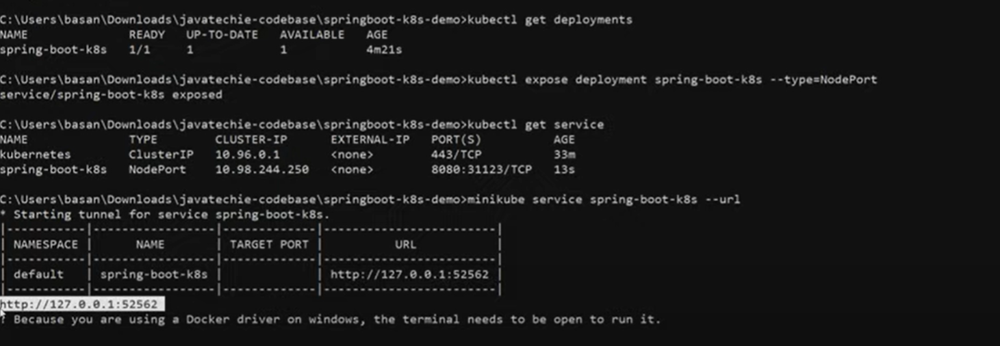 C:\Users\basan\Downloads\javatechie-codebase\springboot-k8s-demo>kubectl get deployments
NAME READY UP-TO-DATE AVAILABLE AGE
spring-boot-k8s 1/1 1 1 4m21s
C:\Users\basan\Downloads\javatechie-codebase\springboot-k8s-demo>kubectl expose deployment spring-boot-k8s --type=NodePort
service/spring-boot-k8s exposed
C:\Users\basan\Downloads\javatechie-codebase\springboot-k8s-demo>kubectl get service
NAME TYPE CLUSTER-IP EXTERNAL-IP PORT(S) AGE
kubernetes ClusterIP 10.96.0.1 <none> 443/TCP 33m
spring-boot-k8s NodePort 10.98.244.250 <none> 8080:31123/TCP 13s
C:\Users\basan\Downloads\javatechie-codebase\springboot-k8s-demo>minikube service spring-boot-k8s --url
* Starting tunnel for service spring-boot-k8s.
|-----------|-----------------|-------------|------------------------|
| NAMESPACE | NAME | TARGET PORT | URL |
|-----------|-----------------|-------------|------------------------|
| default | spring-boot-k8s | | http://127.0.0.1:52562 |
|-----------|-----------------|-------------|------------------------|
http://127.0.0.1:52562
! Because you are using a Docker driver on windows, the terminal needs to be open to run it.